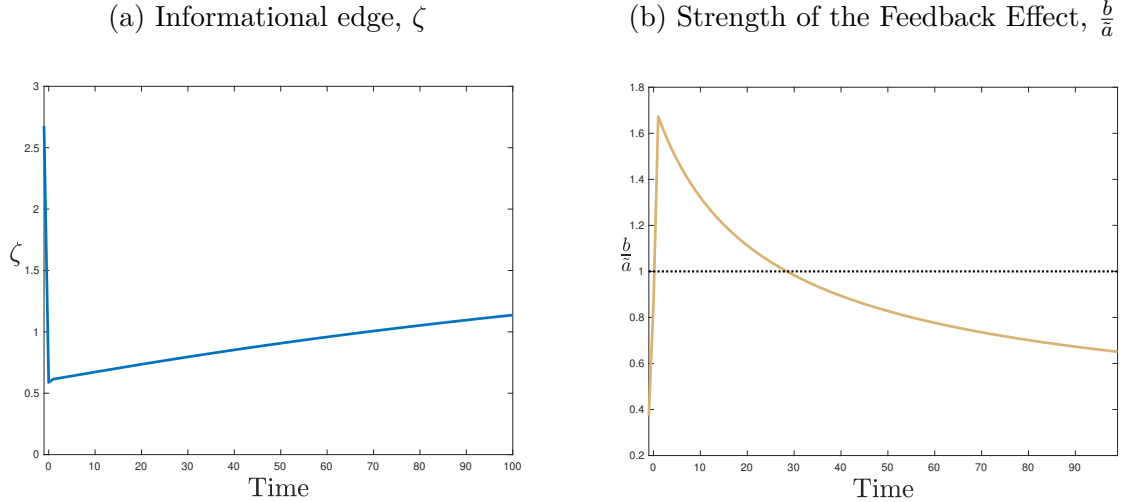 (a) Informational edge, ζ
3
2.5
2
ζ
1.5
1
0.5
0
0 10 20 30 40 50 60 70 80 90 100
Time
(b) Strength of the Feedback Effect, b/ã
1.8
1.6
1.4
1.2
b/ã
1
0.8
0.6
0.4
0.2
0 10 20 30 40 50 60 70 80 90
Time